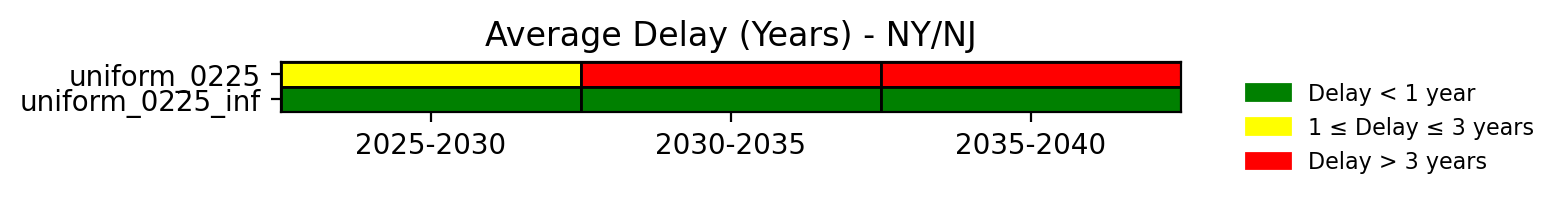 Average Delay (Years) - NY/NJ
uniform_0225
uniform_0225_inf
2025-2030
2030-2035
2035-2040
Delay < 1 year
1 ≤ Delay ≤ 3 years
Delay > 3 years